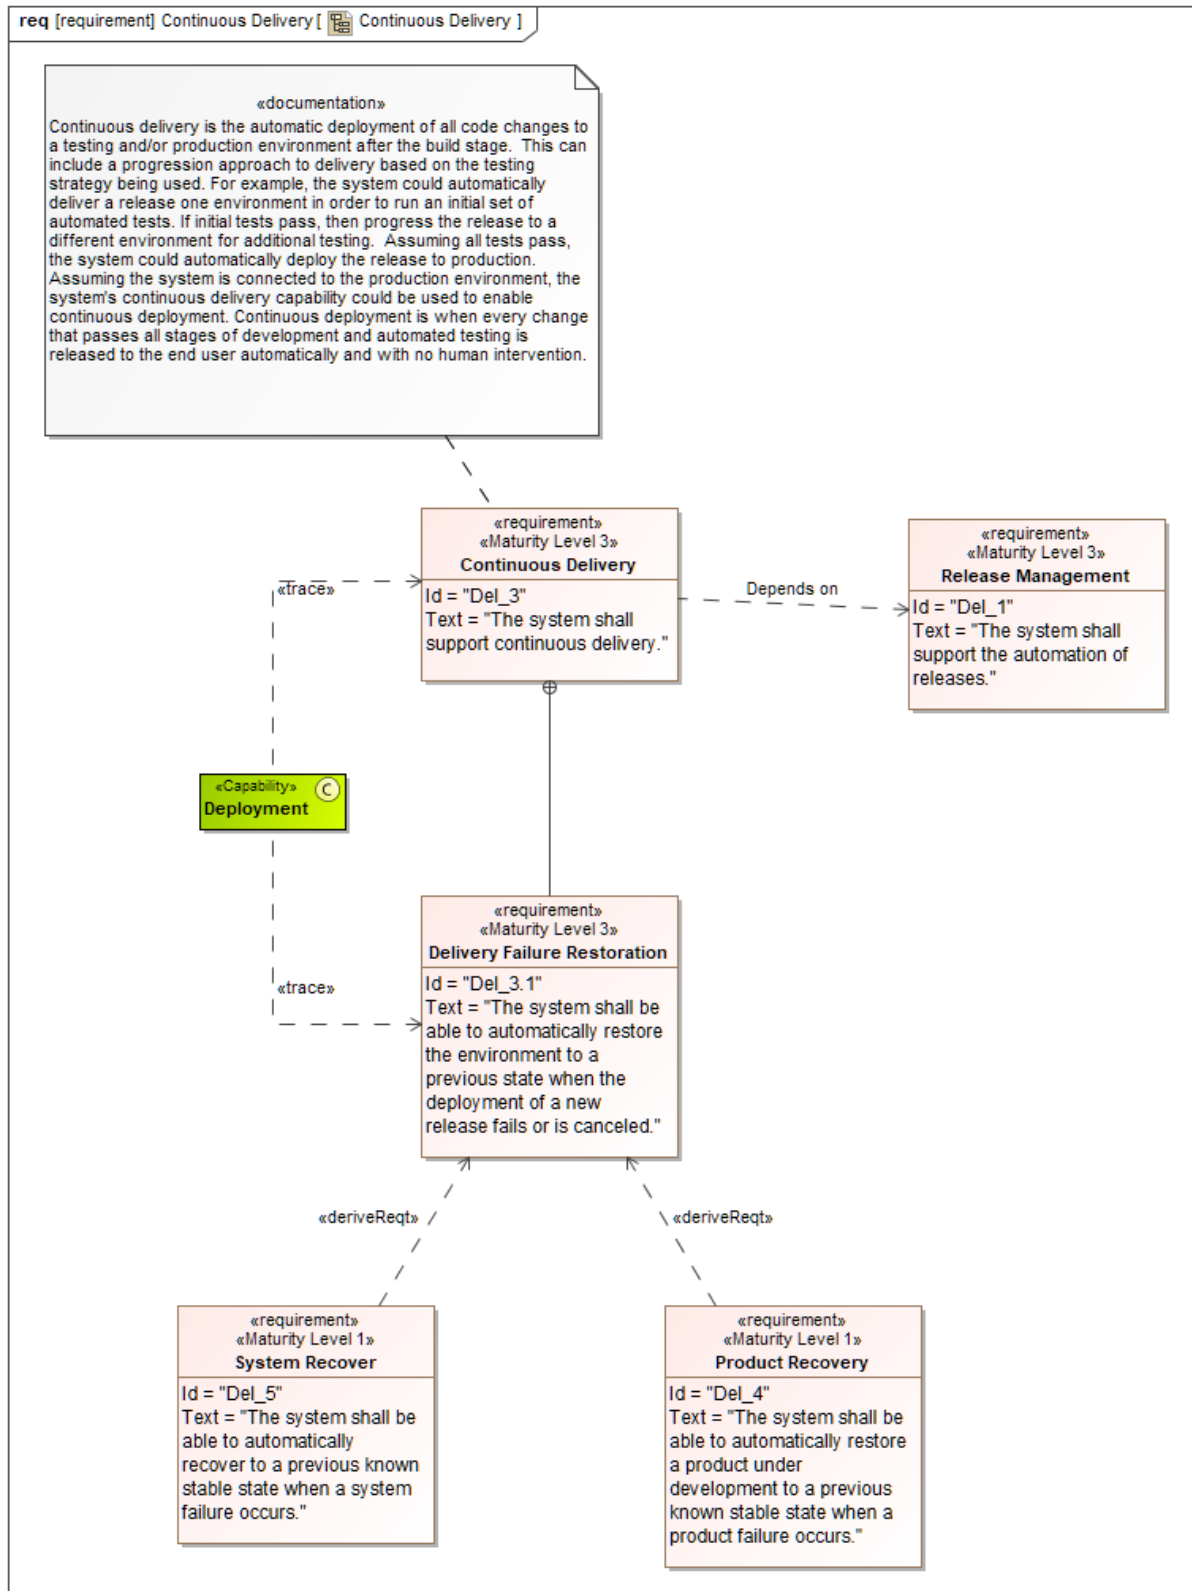 req [requirement] Continuous Delivery [ Continuous Delivery ]
«documentation»
Continuous delivery is the automatic deployment of all code changes to
a testing and/or production environment after the build stage.  This can
include a progression approach to delivery based on the testing
strategy being used. For example, the system could automatically
deliver a release one environment in order to run an initial set of
automated tests. If initial tests pass, then progress the release to a
different environment for additional testing.  Assuming all tests pass,
the system could automatically deploy the release to production.
Assuming the system is connected to the production environment, the
system's continuous delivery capability could be used to enable
continuous deployment. Continuous deployment is when every change
that passes all stages of development and automated testing is
released to the end user automatically and with no human intervention.
«requirement»
«Maturity Level 3»
Continuous Delivery
Id = "Del_3"
Text = "The system shall
support continuous delivery."
Depends on
«requirement»
«Maturity Level 3»
Release Management
Id = "Del_1"
Text = "The system shall
support the automation of
releases."
«trace»
«Capability»
C
Deployment
«trace»
«requirement»
«Maturity Level 3»
Delivery Failure Restoration
Id = "Del_3.1"
Text = "The system shall be
able to automatically restore
the environment to a
previous state when the
deployment of a new
release fails or is canceled."
«deriveReqt»
«deriveReqt»
«requirement»
«Maturity Level 1»
System Recover
Id = "Del_5"
Text = "The system shall be
able to automatically
recover to a previous known
stable state when a system
failure occurs."
«requirement»
«Maturity Level 1»
Product Recovery
Id = "Del_4"
Text = "The system shall be
able to automatically restore
a product under
development to a previous
known stable state when a
product failure occurs."